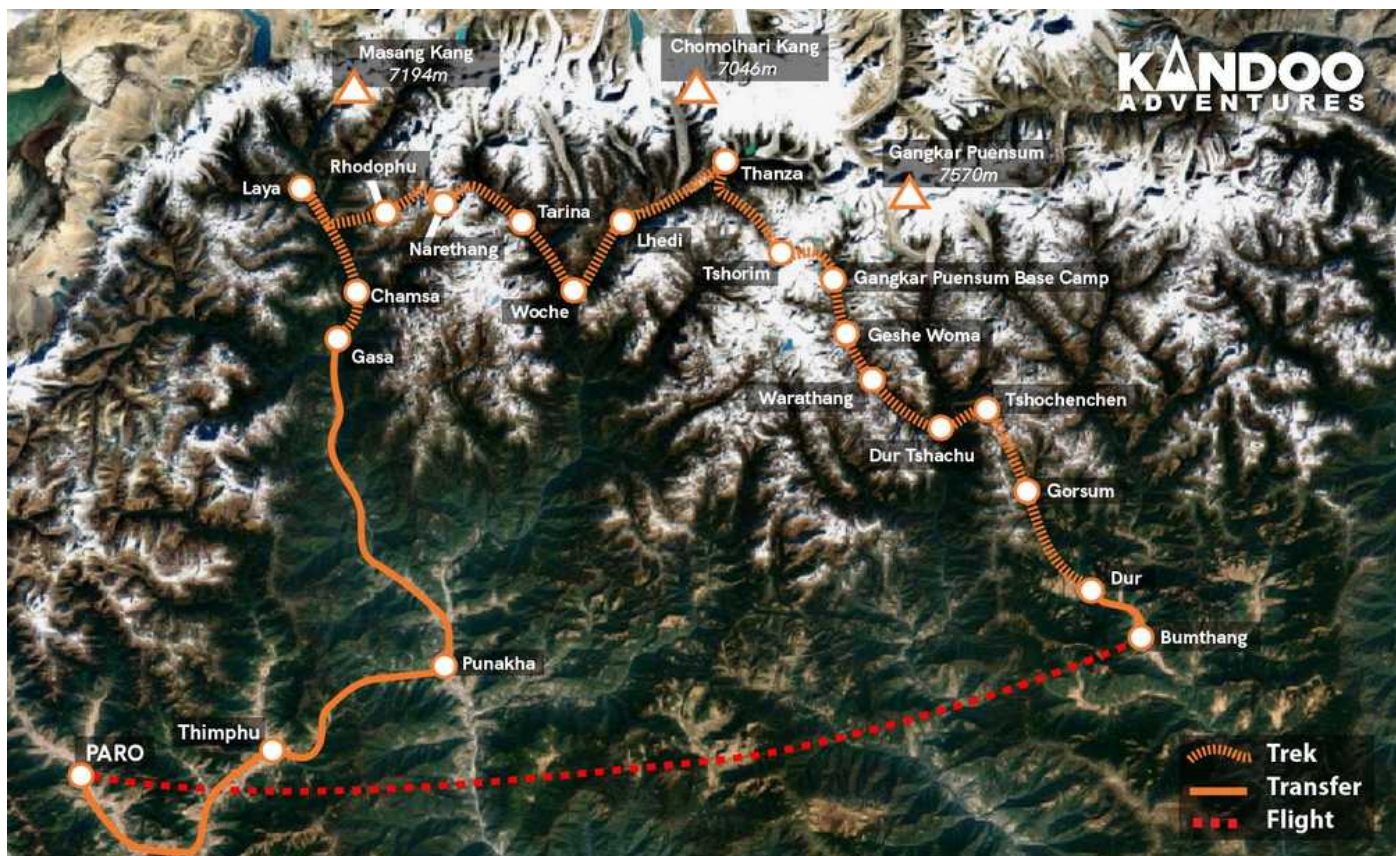 Masang Kang
7194m
Chomolhari Kang
7046m
KANDOO
ADVENTURES
Gangkar Puensum
7570m
Rhodophu
Laya
Thanza
Narethang
Tarina
Lhedi
Tshorim
Gangkar Puensum Base Camp
Chamsa
Woche
Gasa
Geshe Woma
Warathang
Tshochenchen
Dur Tshachu
Gorsum
Dur
Bumthang
Punakha
Thimphu
PARO
Trek
Transfer
Flight